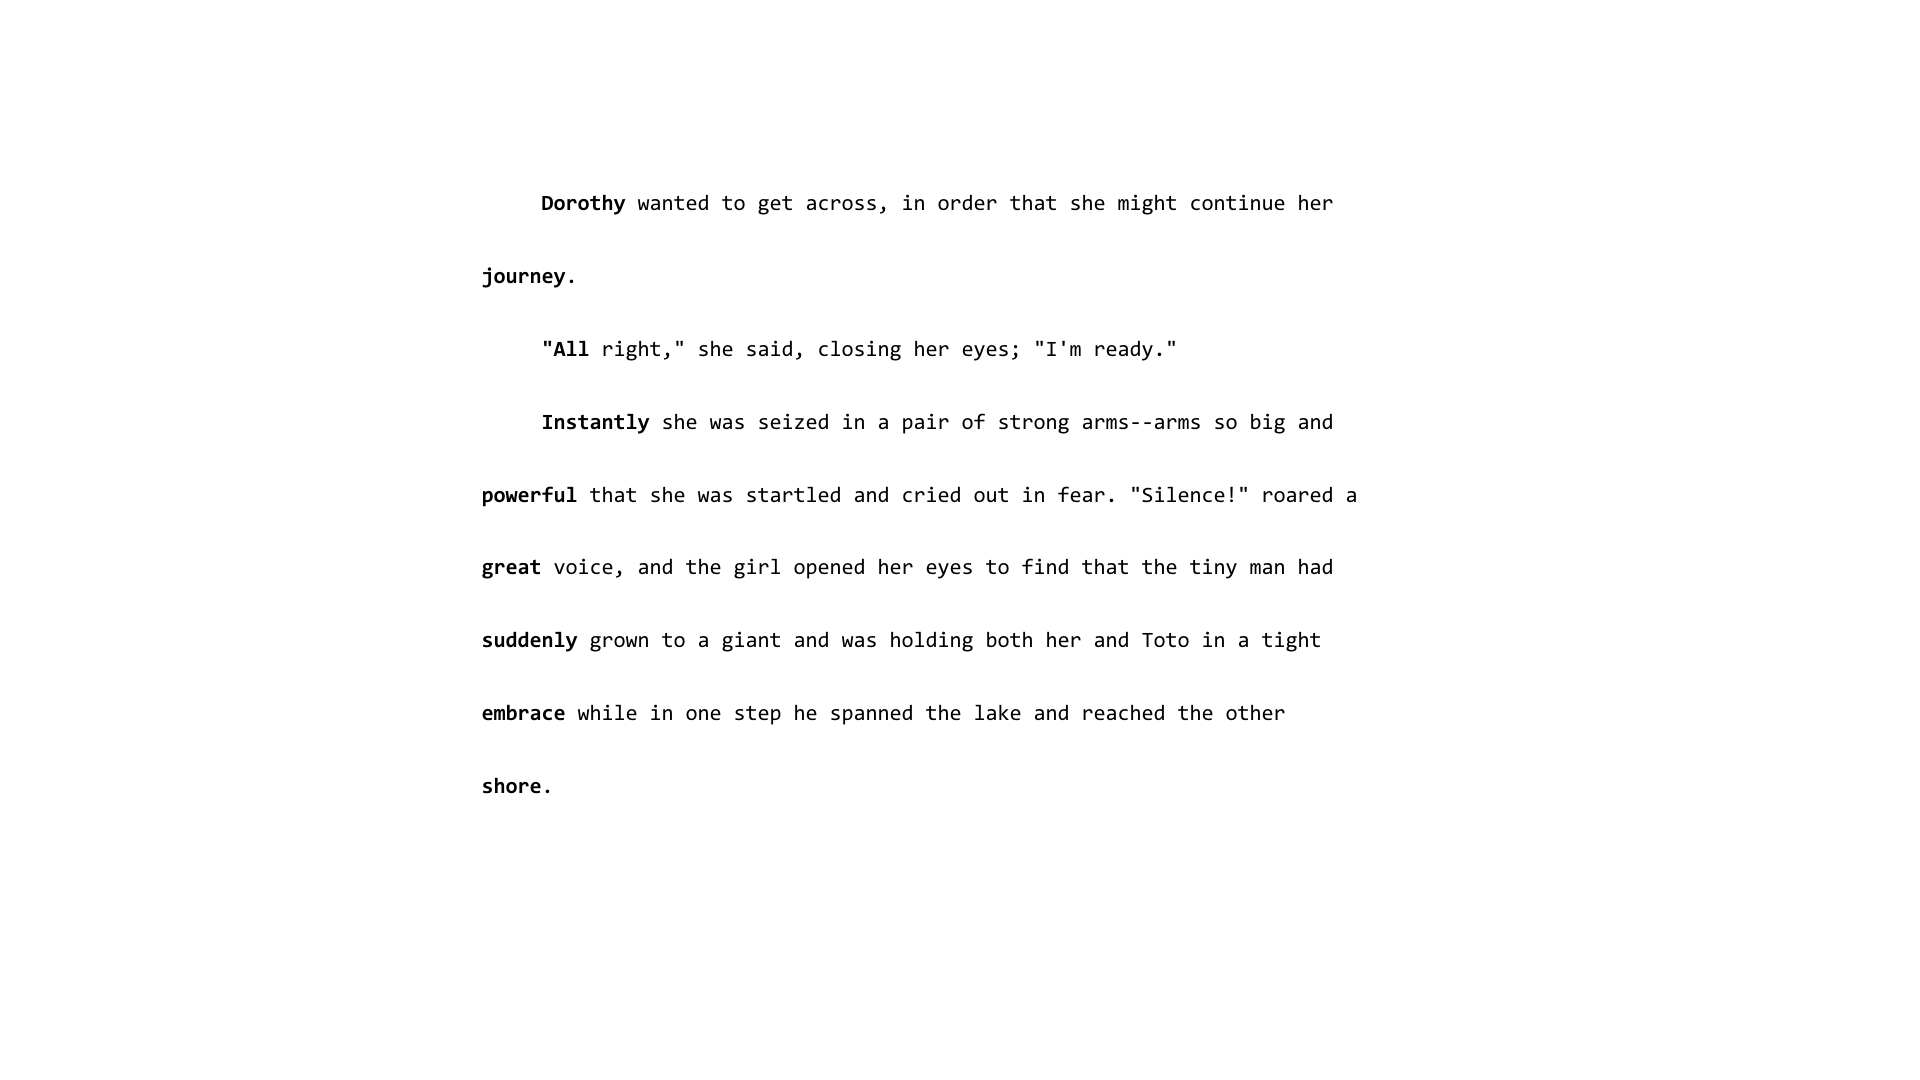 Dorothy wanted to get across, in order that she might continue her
journey.
"All right," she said, closing her eyes; "I'm ready."
Instantly she was seized in a pair of strong arms--arms so big and
powerful that she was startled and cried out in fear. "Silence!" roared a
great voice, and the girl opened her eyes to find that the tiny man had
suddenly grown to a giant and was holding both her and Toto in a tight
embrace while in one step he spanned the lake and reached the other
shore.